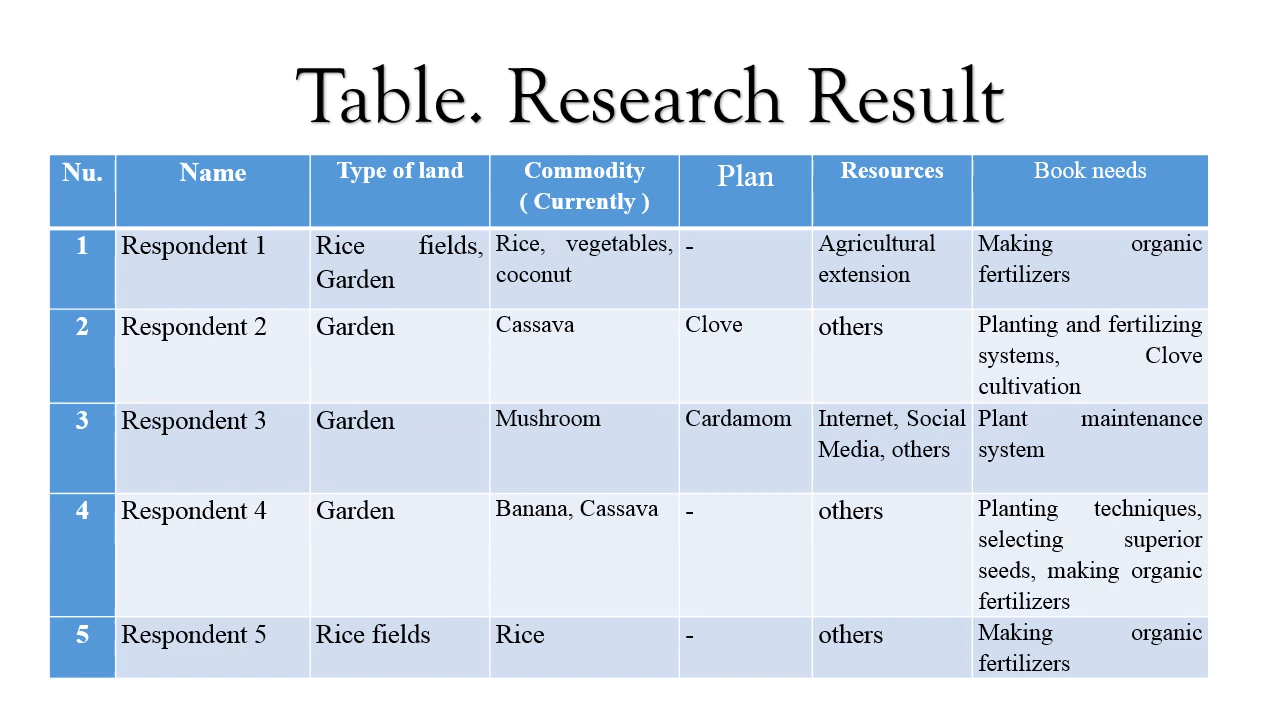 Table. Research Result
Nu. Name Type of land Commodity ( Currently ) Plan Resources Book needs
1 Respondent 1 Rice fields, Garden Rice, vegetables, coconut - Agricultural extension Making organic fertilizers
2 Respondent 2 Garden Cassava Clove others Planting and fertilizing systems, Clove cultivation
3 Respondent 3 Garden Mushroom Cardamom Internet, Social Media, others Plant maintenance system
4 Respondent 4 Garden Banana, Cassava - others Planting techniques, selecting superior seeds, making organic fertilizers
5 Respondent 5 Rice fields Rice - others Making organic fertilizers